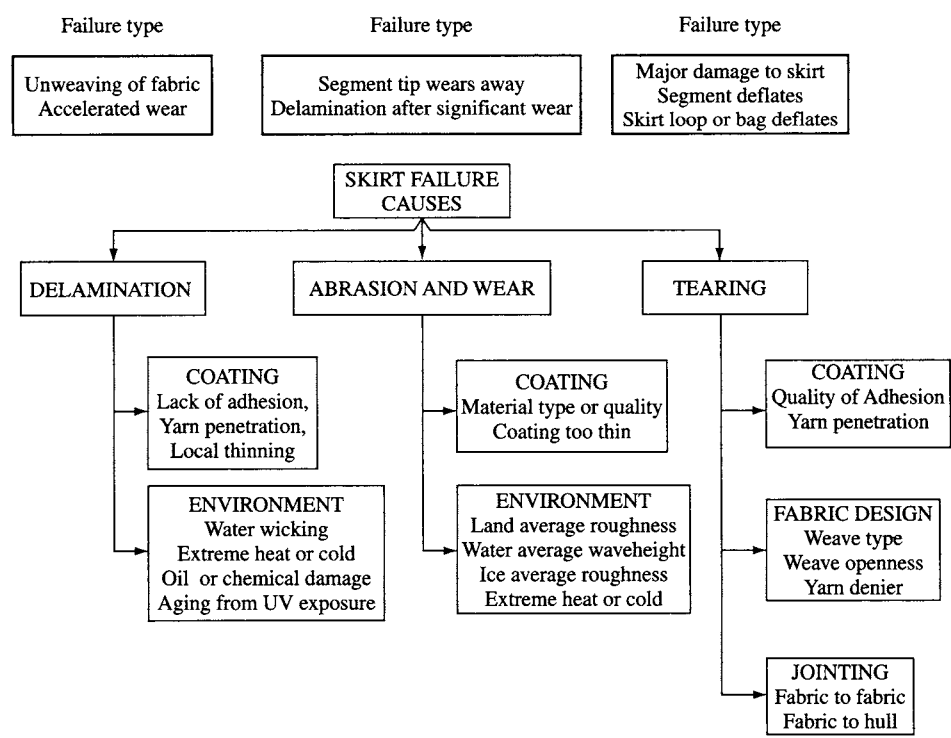 Failure type
Unweaving of fabric
Accelerated wear
Failure type
Segment tip wears away
Delamination after significant wear
Failure type
Major damage to skirt
Segment deflates
Skirt loop or bag deflates
SKIRT FAILURE
CAUSES
DELAMINATION
COATING
Lack of adhesion,
Yarn penetration,
Local thinning
ENVIRONMENT
Water wicking
Extreme heat or cold
Oil or chemical damage
Aging from UV exposure
ABRASION AND WEAR
COATING
Material type or quality
Coating too thin
ENVIRONMENT
Land average roughness
Water average waveheight
Ice average roughness
Extreme heat or cold
TEARING
COATING
Quality of Adhesion
Yarn penetration
FABRIC DESIGN
Weave type
Weave openness
Yarn denier
JOINTING
Fabric to fabric
Fabric to hull